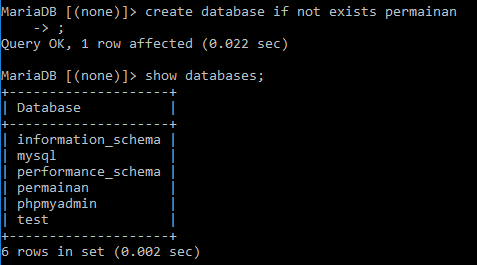 MariaDB [(none)]> create database if not exists permainan
    -> ;
Query OK, 1 row affected (0.022 sec)
MariaDB [(none)]> show databases;
+--------------------+
| Database           |
+--------------------+
| information_schema |
| mysql              |
| performance_schema |
| permainan          |
| phpmyadmin         |
| test               |
+--------------------+
6 rows in set (0.002 sec)